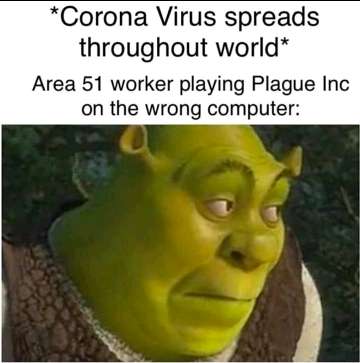 *Corona Virus spreads
throughout world*
Area 51 worker playing Plague Inc
on the wrong computer: